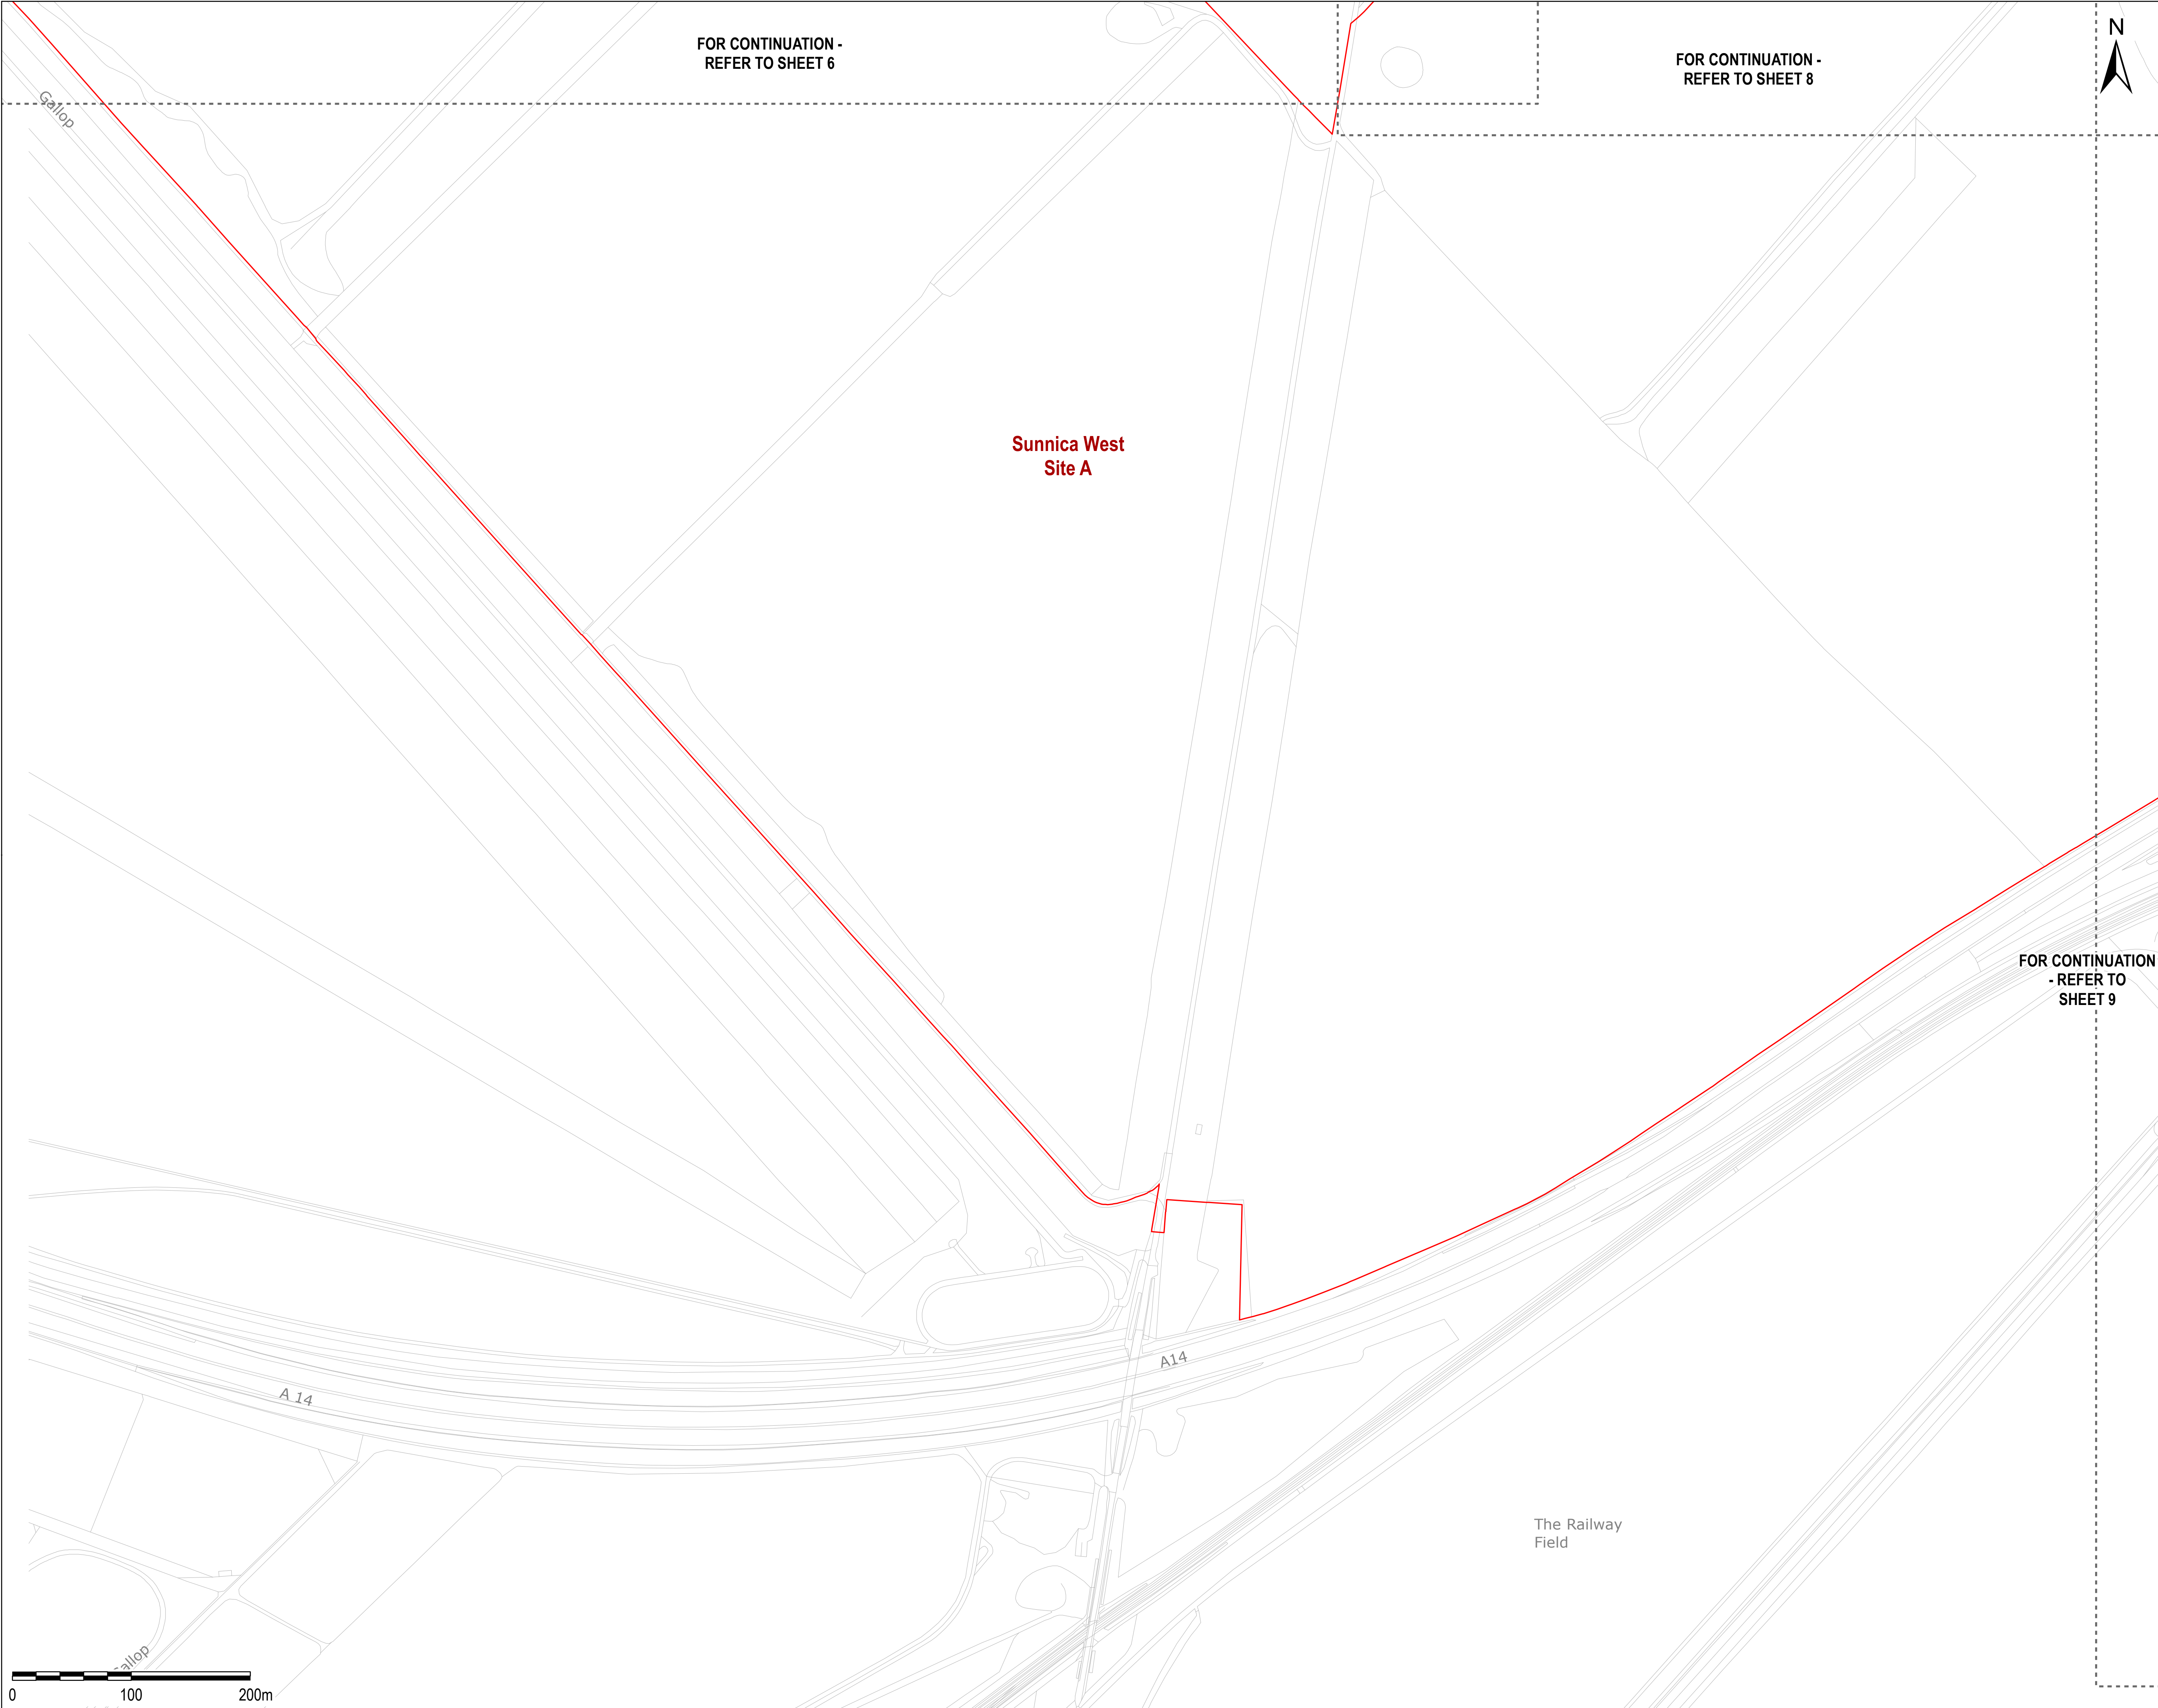 FOR CONTINUATION -
REFER TO SHEET 6
FOR CONTINUATION -
REFER TO SHEET 8
N
Gallop
Sunnica West
Site A
FOR CONTINUATION
- REFER TO
SHEET 9
A14
A 14
The Railway
Field
0 100 200m